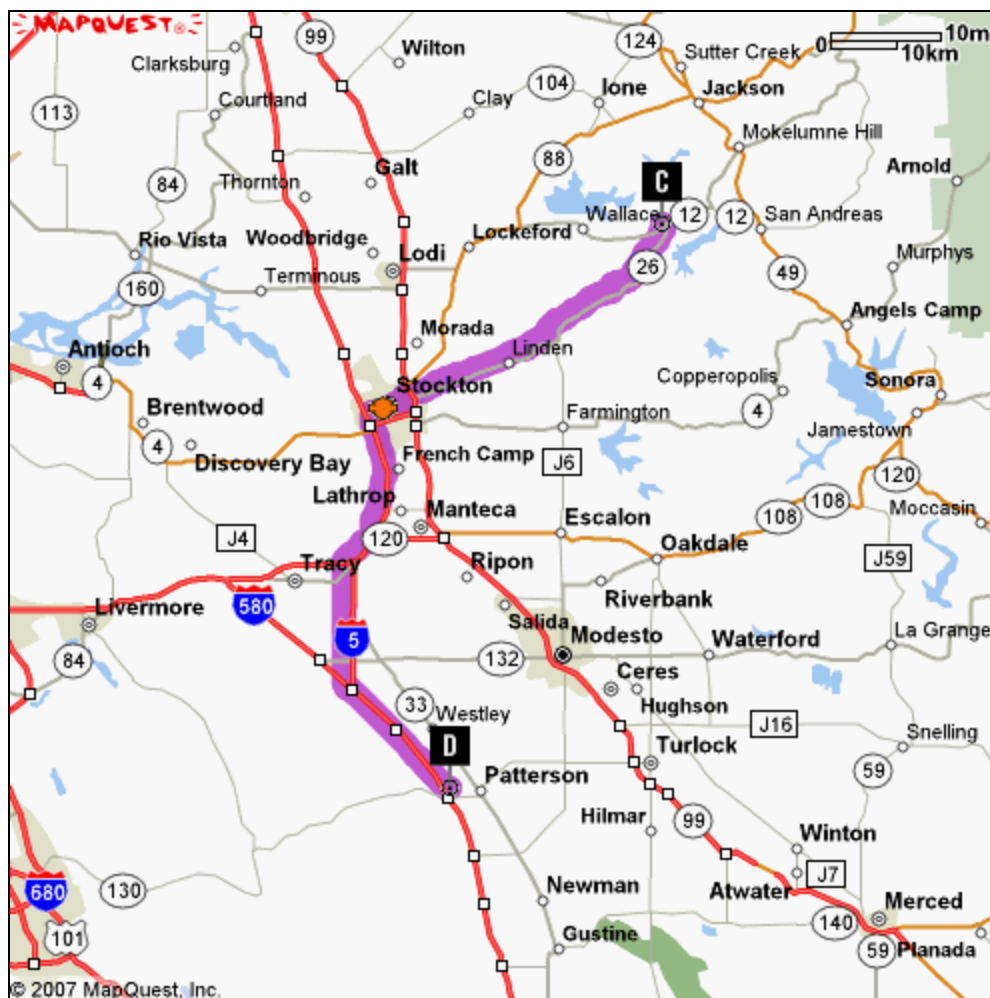 MAPQUEST®
99
Wilton
124
Sutter Creek
0
10mi
10km
Clarksburg
104
Ione
Jackson
113
Courtland
Clay
Mokelumne Hill
88
Arnold
Galt
84
Thornton
C
Wallace
12
12
San Andreas
Rio Vista
Woodbridge
Lockeford
Lodi
Murphys
26
49
Terminous
160
Angels Camp
Morada
Antioch
Linden
4
Stockton
Copperopolis
Sonora
Brentwood
Farmington
4
Jamestown
4
French Camp
Discovery Bay
J6
120
Lathrop
Manteca
108
108
Moccasin
Escalon
J4
120
Oakdale
Tracy
Ripon
J59
580
Riverbank
Livermore
Salida
5
Modesto
Waterford
La Grange
84
132
Ceres
33
Westley
Hughson
J16
Snelling
D
Turlock
Patterson
59
Hilmar
99
Winton
680
130
Newman
Atwater
J7
Merced
101
Gustine
140
59
Planada
© 2007 MapQuest, Inc.